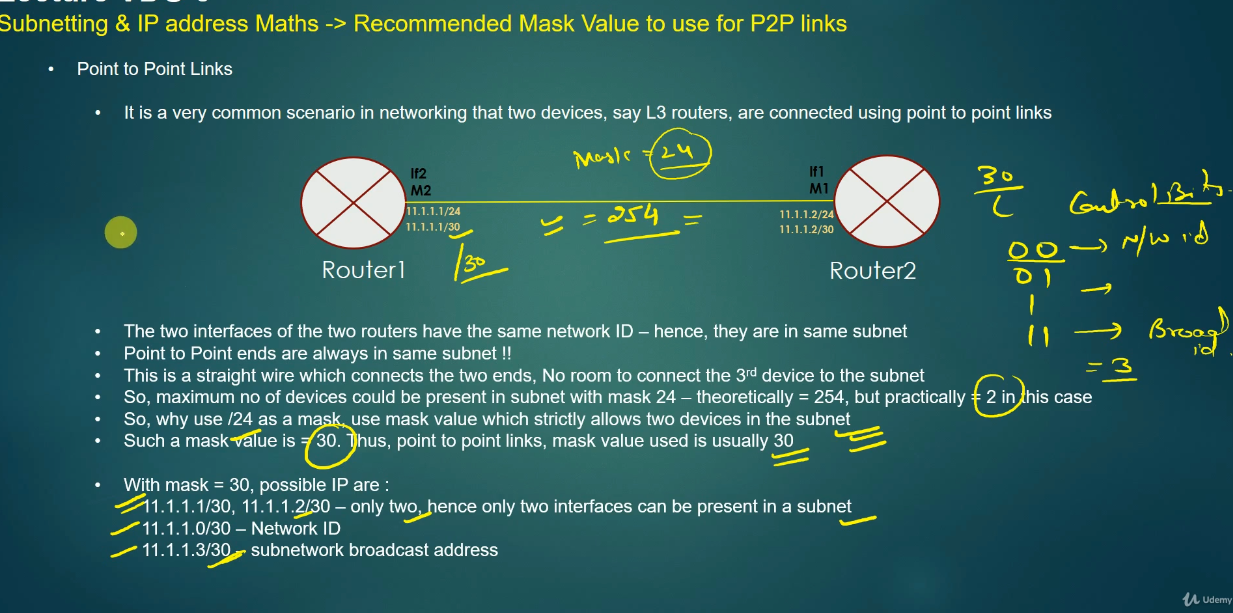 Subnetting & IP address Maths -> Recommended Mask Value to use for P2P links
• Point to Point Links
• It is a very common scenario in networking that two devices, say L3 routers, are connected using point to point links
Mask = 24
If2
M2
11.1.1.1/24
11.1.1.1/30
/30
= 254 =
If1
M1
11.1.1.2/24
11.1.1.2/30
Router1
Router2
30
Control Bits
00 → N/W id
01 →
1
11 → Broad id
= 3
• The two interfaces of the two routers have the same network ID – hence, they are in same subnet
• Point to Point ends are always in same subnet !!
• This is a straight wire which connects the two ends, No room to connect the 3rd device to the subnet
• So, maximum no of devices could be present in subnet with mask 24 – theoretically = 254, but practically = 2 in this case
• So, why use /24 as a mask, use mask value which strictly allows two devices in the subnet
• Such a mask value is = 30. Thus, point to point links, mask value used is usually 30
• With mask = 30, possible IP are :
11.1.1.1/30, 11.1.1.2/30 – only two, hence only two interfaces can be present in a subnet
11.1.1.0/30 – Network ID
11.1.1.3/30 – subnetwork broadcast address
Udemy